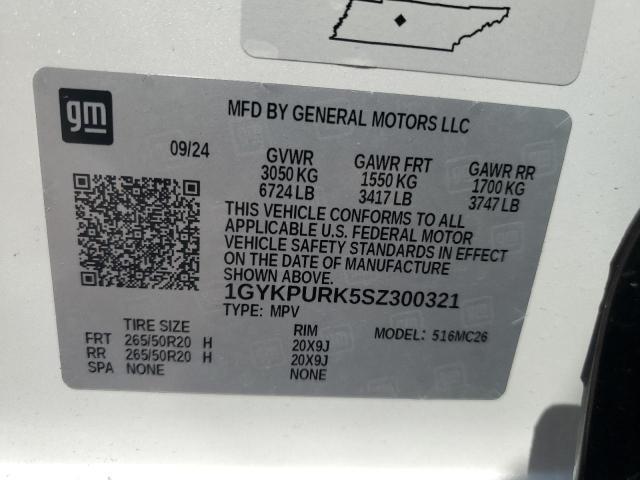 gm
MFD BY GENERAL MOTORS LLC
09/24
GVWR
3050 KG
6724 LB
GAWR FRT
1550 KG
3417 LB
GAWR RR
1700 KG
3747 LB
THIS VEHICLE CONFORMS TO ALL
APPLICABLE U.S. FEDERAL MOTOR
VEHICLE SAFETY STANDARDS IN EFFECT
ON THE DATE OF MANUFACTURE
SHOWN ABOVE.
1GYKPURK5SZ300321
TYPE: MPV
TIRE SIZE
RIM
MODEL: 516MC26
FRT 265/50R20 H 20X9J
RR 265/50R20 H 20X9J
SPA NONE NONE